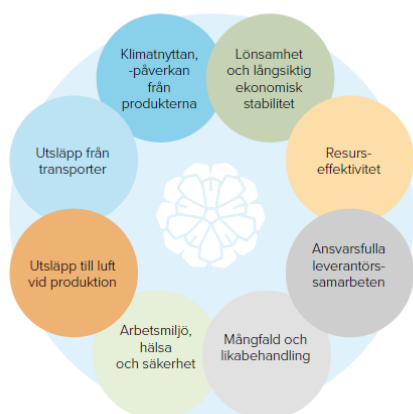 Klimatnyttan,
-påverkan
från
produkterna
Lönsamhet
och långsiktig
ekonomisk
stabilitet
Resurs-
effektivitet
Ansvarsfulla
leverantörs-
samarbeten
Mångfald och
likabehandling
Arbetsmiljö,
hälsa
och säkerhet
Utsläpp till luft
vid produktion
Utsläpp från
transporter